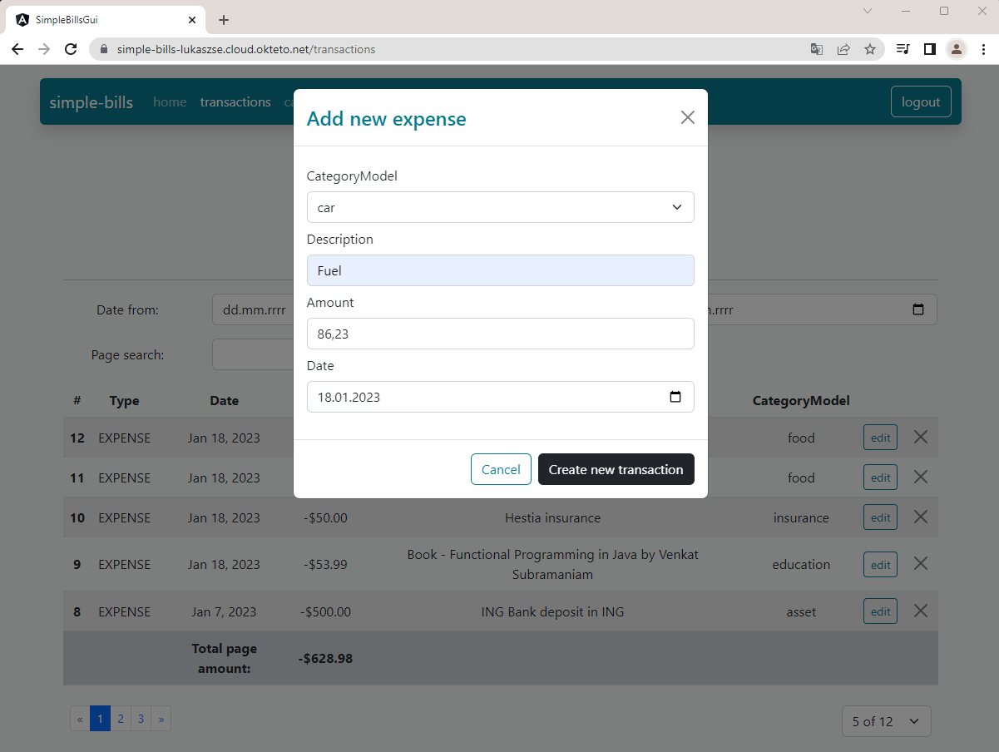 SimpleBillsGui
simple-bills-lukaszse.cloud.okteto.net/transactions
simple-bills home transactions ca logout
Add new expense
CategoryModel
car
Description
Fuel
Amount
86,23
Date
18.01.2023
Cancel Create new transaction
Date from: dd.mm.rrrr .rrrr
Page search:
# Type Date CategoryModel
12 EXPENSE Jan 18, 2023 food edit
11 EXPENSE Jan 18, 2023 food edit
10 EXPENSE Jan 18, 2023 -$50.00 Hestia insurance insurance edit
9 EXPENSE Jan 18, 2023 -$53.99 Book - Functional Programming in Java by Venkat
Subramaniam education edit
8 EXPENSE Jan 7, 2023 -$500.00 ING Bank deposit in ING asset edit
Total page
amount: -$628.98
« 1 2 3 » 5 of 12